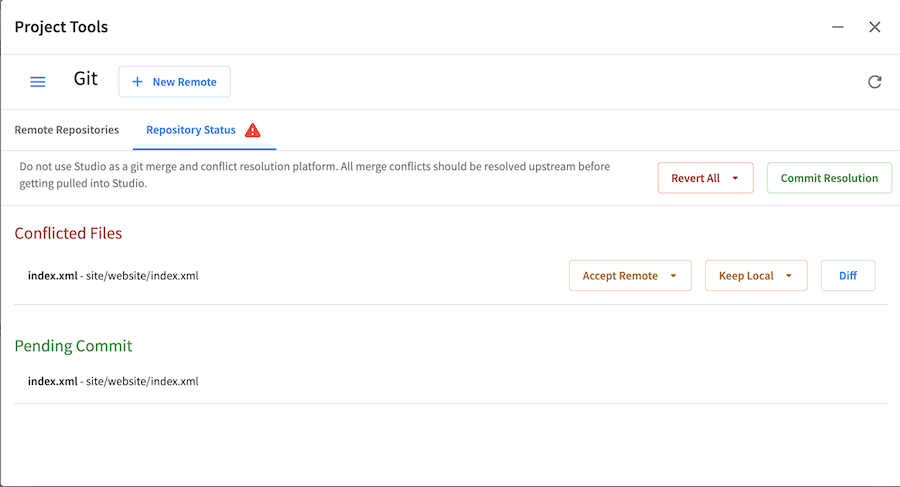 Project Tools
Git
New Remote
Remote Repositories
Repository Status
Do not use Studio as a git merge and conflict resolution platform. All merge conflicts should be resolved upstream before
getting pulled into Studio.
Revert All
Commit Resolution
Conflicted Files
index.xml - site/website/index.xml
Accept Remote
Keep Local
Diff
Pending Commit
index.xml - site/website/index.xml